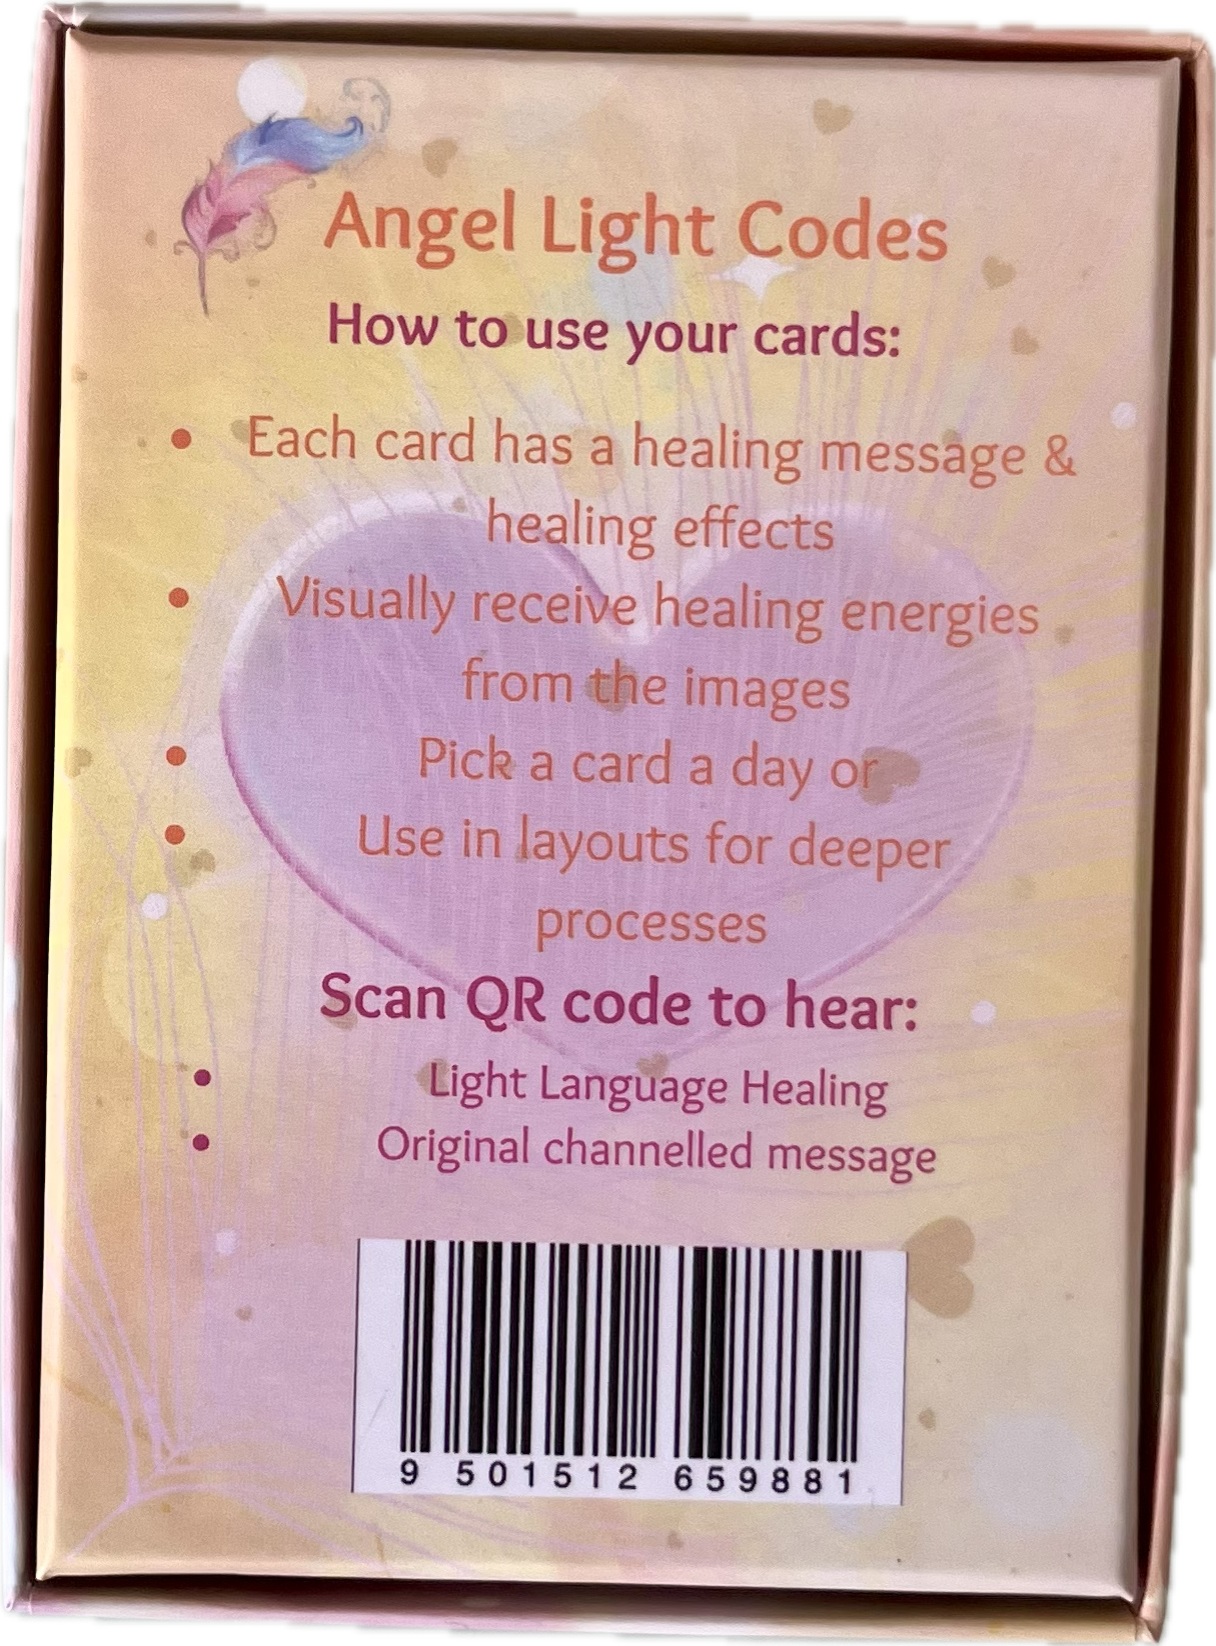 Angel Light Codes
How to use your cards:
• Each card has a healing message &
healing effects
• Visually receive healing energies
from the images
• Pick a card a day or
• Use in layouts for deeper
processes
Scan QR code to hear:
• Light Language Healing
• Original channelled message
9 501512 659881